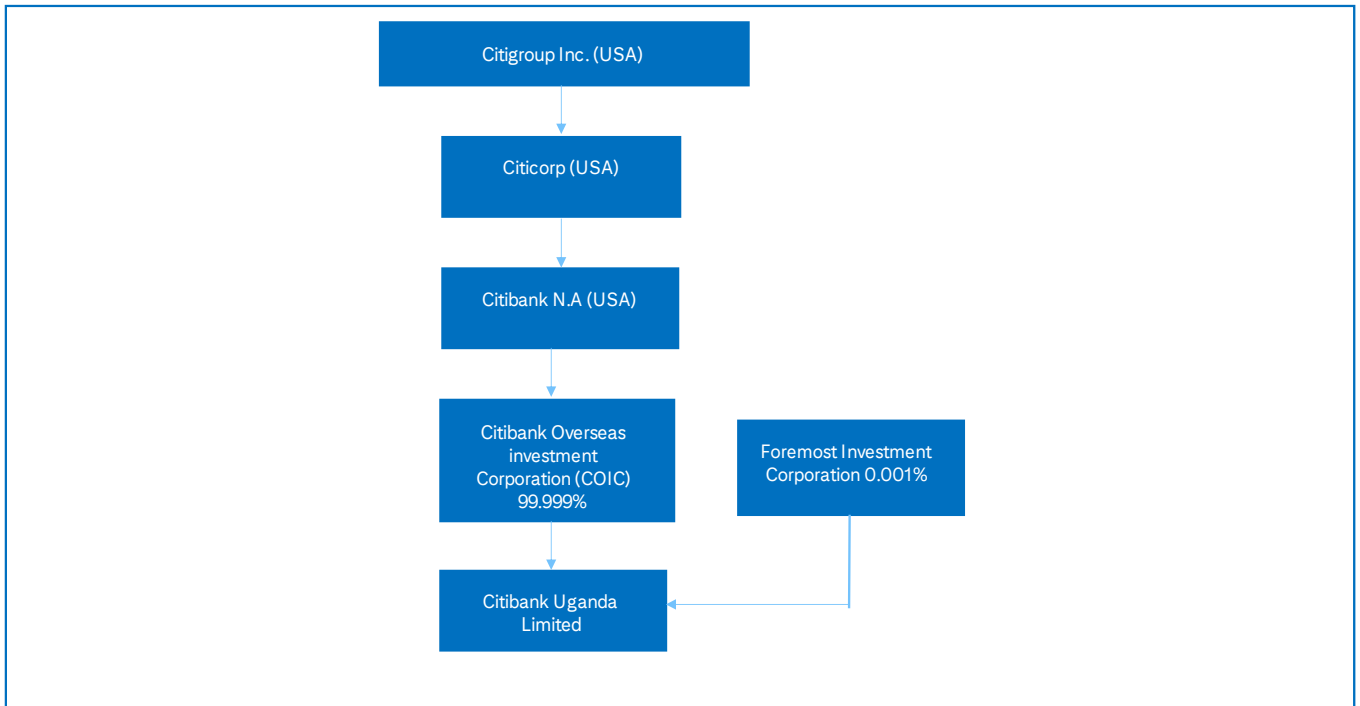 Citigroup Inc. (USA)
Citicorp (USA)
Citibank N.A (USA)
Citibank Overseas
investment
Corporation (COIC)
99.999%
Foremost Investment
Corporation 0.001%
Citibank Uganda
Limited